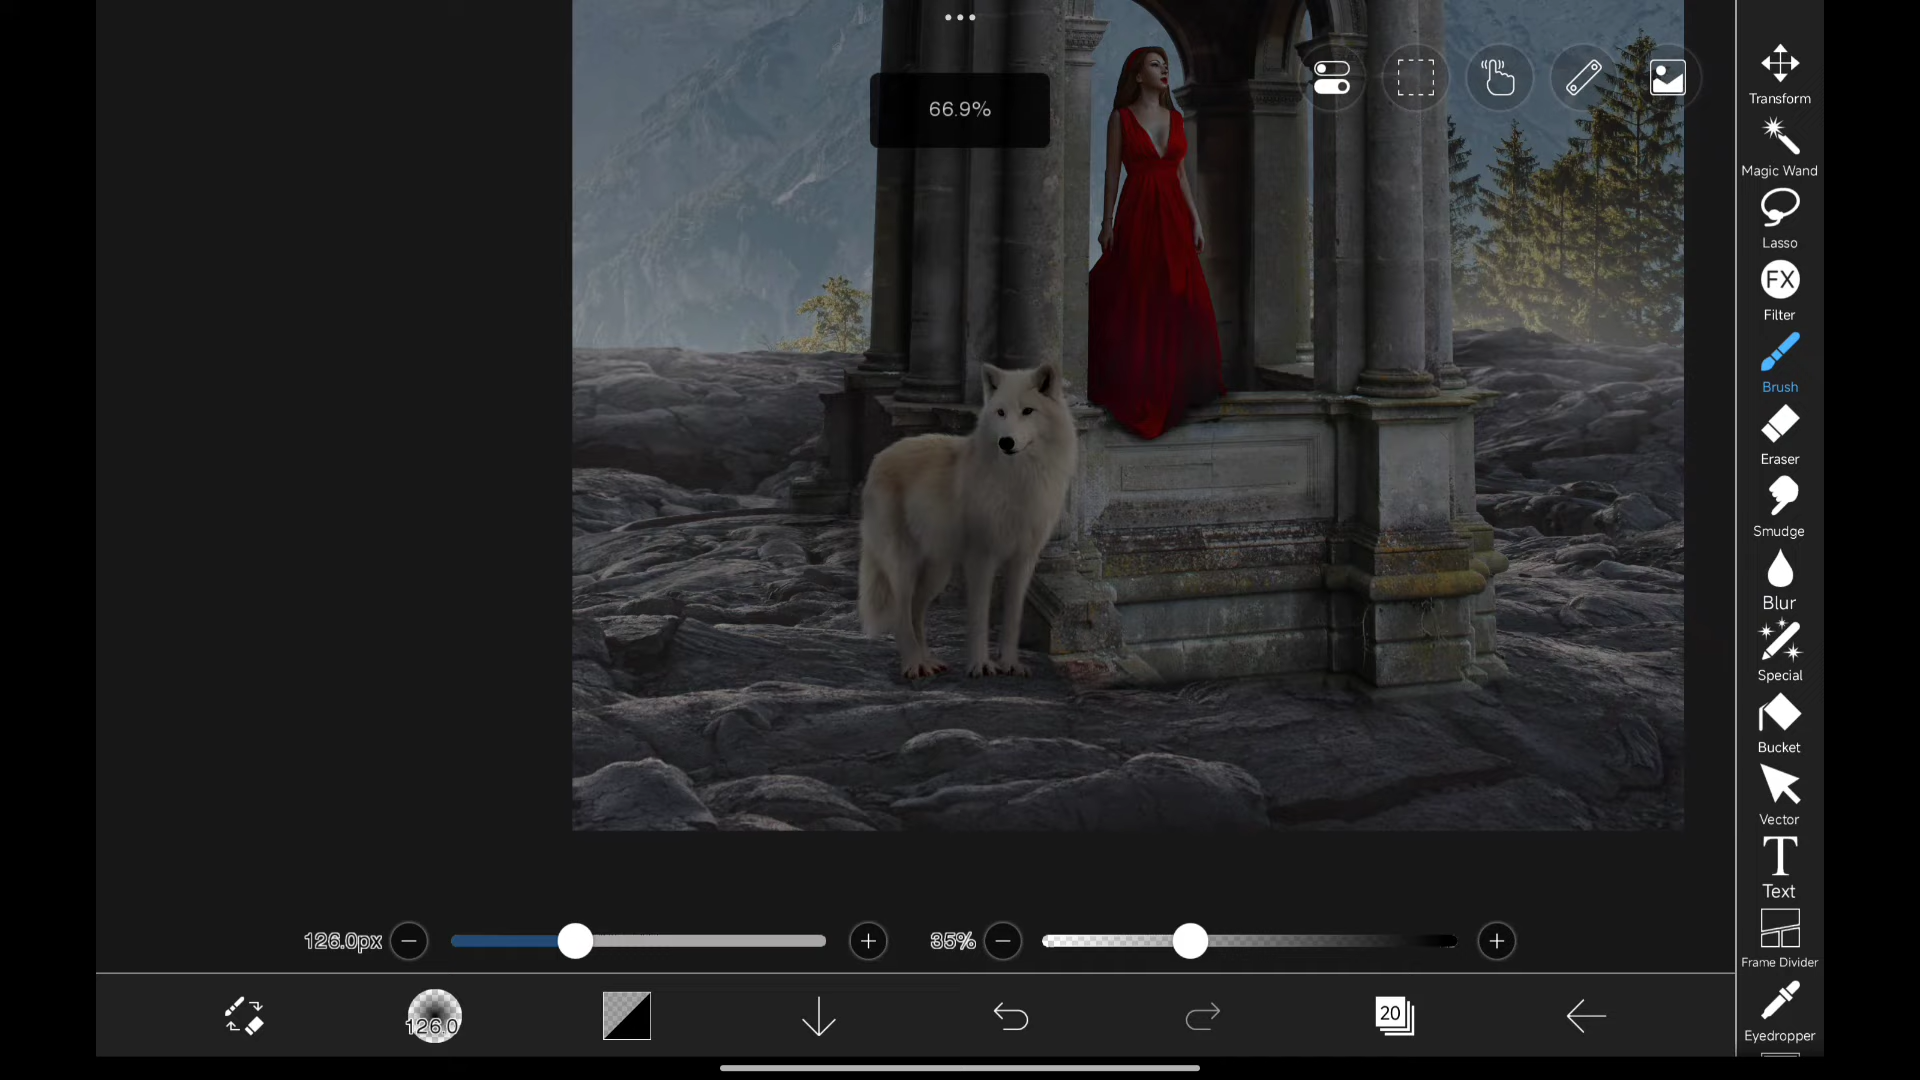 66.9%
Transform
Magic Wand
Lasso
FX
Filter
Brush
Eraser
Smudge
Blur
Special
Bucket
Vector
T
Text
Frame Divider
Eyedropper
126.0px
35%
126.0
20